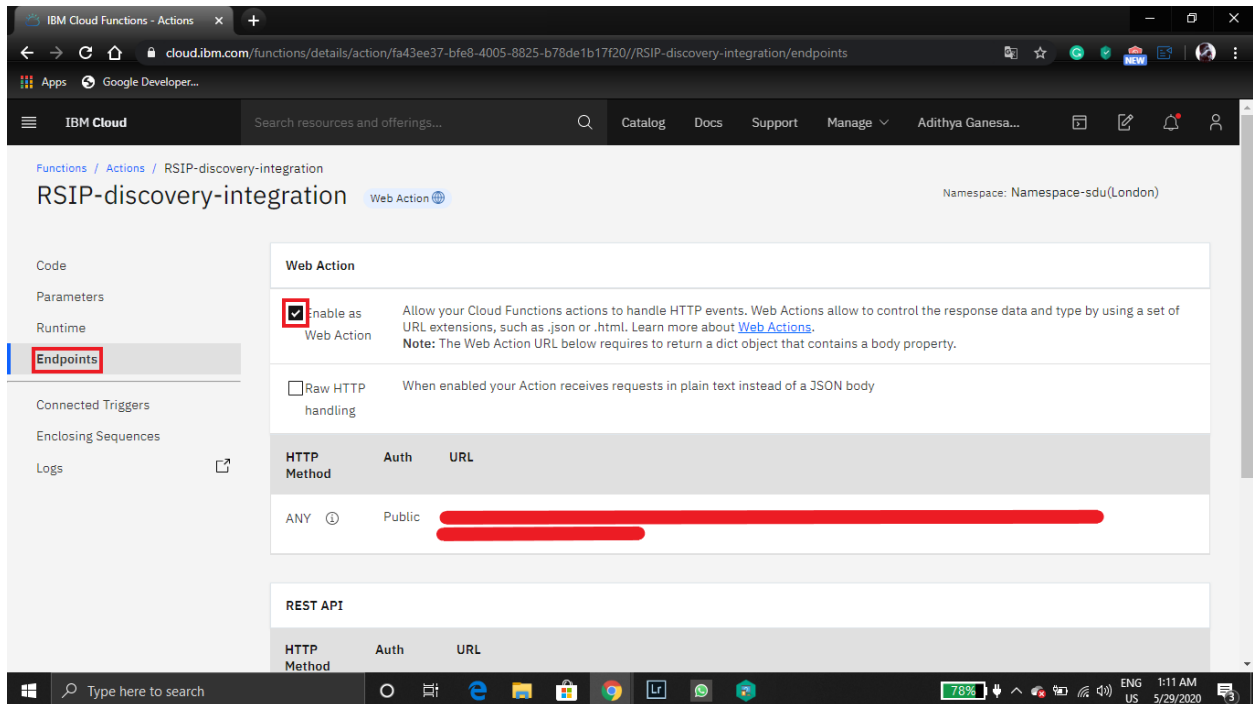 IBM Cloud Functions - Actions
cloud.ibm.com/functions/details/action/fa43ee37-bfe8-4005-8825-b78de1b17f20//RSIP-discovery-integration/endpoints
NEW
Apps Google Developer...
IBM Cloud Search resources and offerings... Catalog Docs Support Manage Adithya Ganesa...
Functions / Actions / RSIP-discovery-integration
RSIP-discovery-integration Web Action Namespace: Namespace-sdu(London)
Code
Parameters
Runtime
Endpoints
Connected Triggers
Enclosing Sequences
Logs
Web Action
Enable as Web Action
Allow your Cloud Functions actions to handle HTTP events. Web Actions allow to control the response data and type by using a set of
URL extensions, such as .json or .html. Learn more about Web Actions.
Note: The Web Action URL below requires to return a dict object that contains a body property.
Raw HTTP handling
When enabled your Action receives requests in plain text instead of a JSON body
HTTP Method Auth URL
ANY Public
REST API
HTTP Method Auth URL
Type here to search
Lr
78%
ENG US
1:11 AM
5/29/2020
3